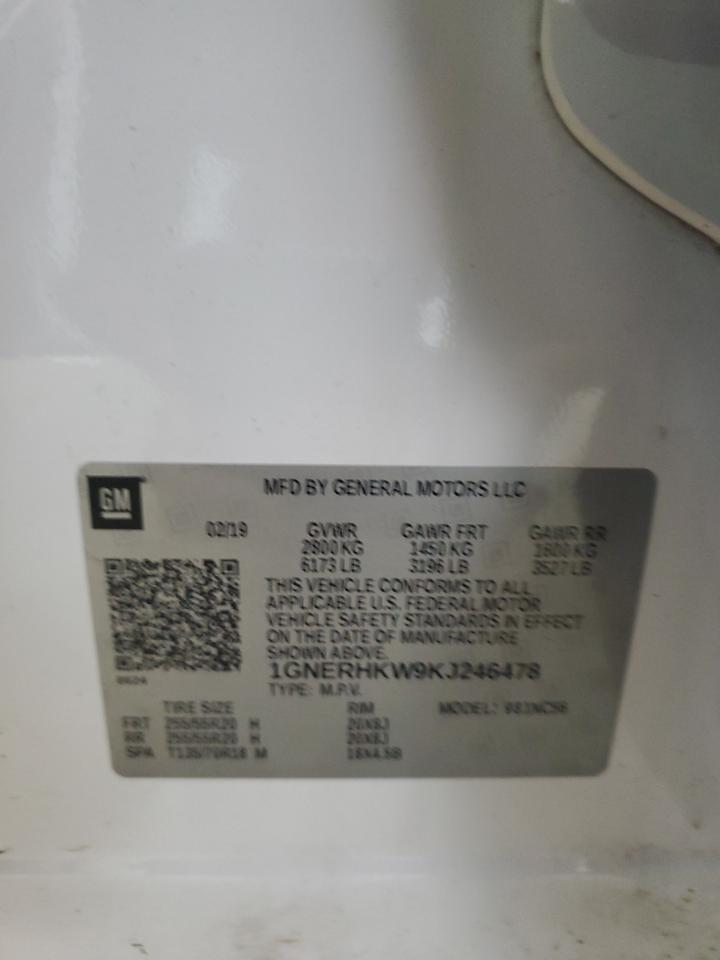 GM
MFD BY GENERAL MOTORS LLC
02/19 GVWR GAWR FRT GAWR RR
2800 KG 1450 KG 1600 KG
6173 LB 3196 LB 3527 LB
THIS VEHICLE CONFORMS TO ALL
APPLICABLE U.S. FEDERAL MOTOR
VEHICLE SAFETY STANDARDS IN EFFECT
ON THE DATE OF MANUFACTURE
SHOWN ABOVE.
1GNERHKW9KJ246478
TYPE: M.P.V.
TIRE SIZE RIM MODEL:
FRT 255/55R20 H 20X8J
RR 255/55R20 H 20X8J
SPA T135/70R18 M 18X4.5B